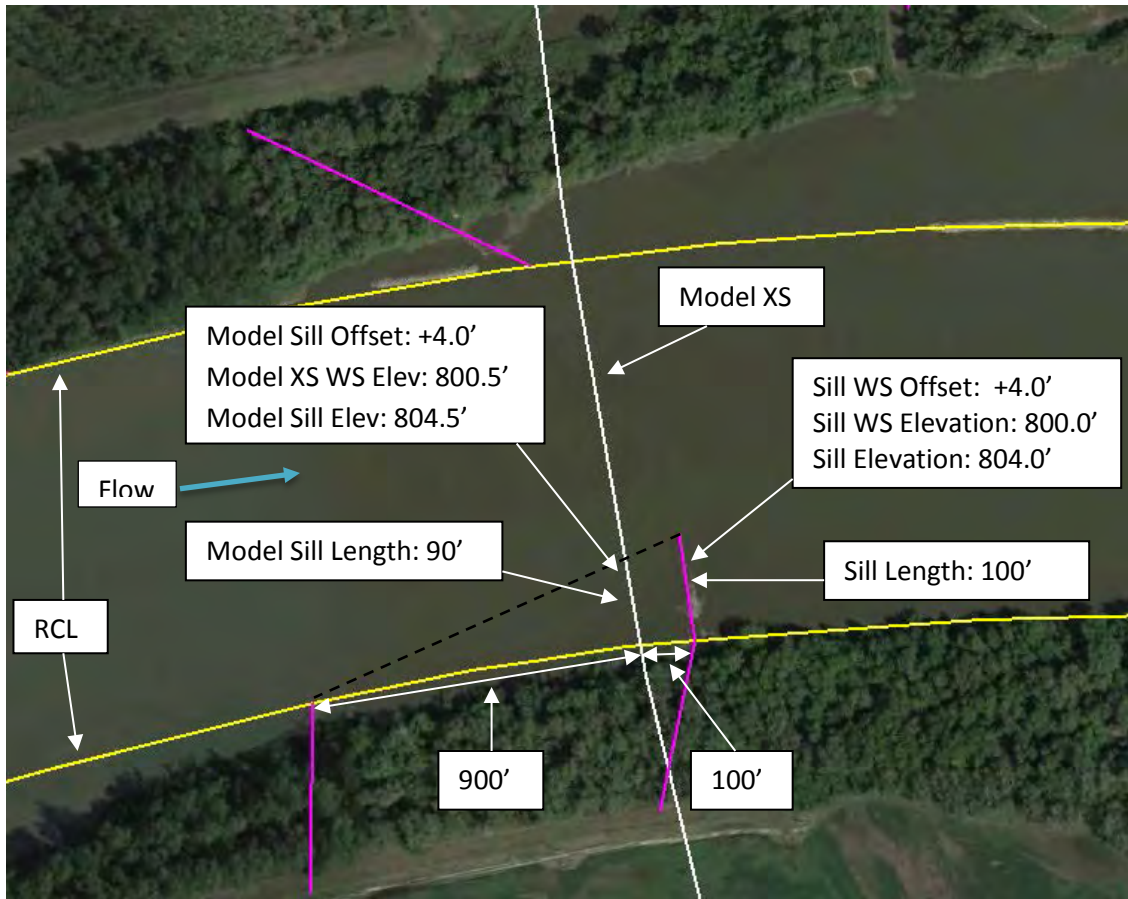 Model XS
Model Sill Offset: +4.0’
Model XS WS Elev: 800.5’
Model Sill Elev: 804.5’
Sill WS Offset: +4.0’
Sill WS Elevation: 800.0’
Sill Elevation: 804.0’
Flow
Model Sill Length: 90’
Sill Length: 100’
RCL
900’
100’